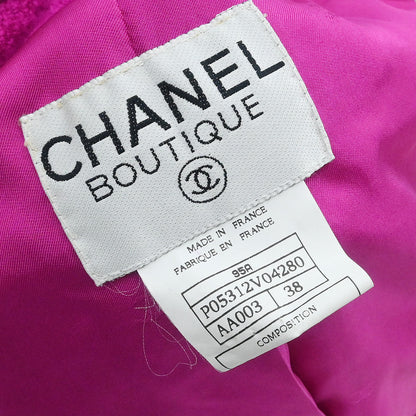 CHANEL
BOUTIQUE
MADE IN FRANCE
FABRIQUE EN FRANCE
95A
P05312V04280
AA003 38
COMPOSITION